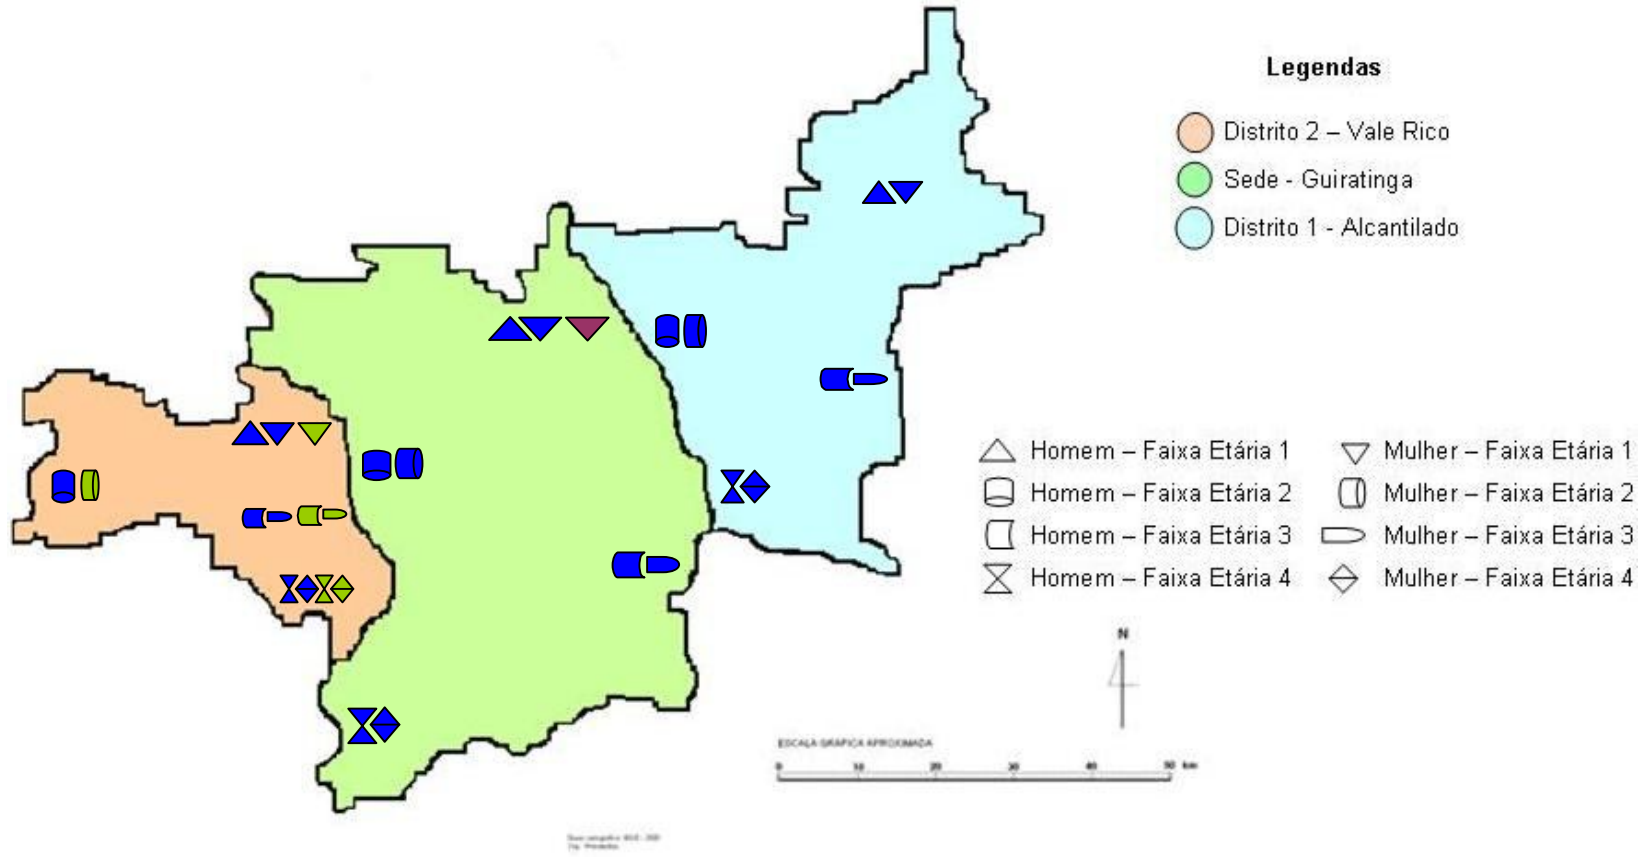 Legendas
Distrito 2 – Vale Rico
Sede - Guiratinga
Distrito 1 - Alcantilado
Homem – Faixa Etária 1
Mulher – Faixa Etária 1
Homem – Faixa Etária 2
Mulher – Faixa Etária 2
Homem – Faixa Etária 3
Mulher – Faixa Etária 3
Homem – Faixa Etária 4
Mulher – Faixa Etária 4
N
ESCALA GRÁFICA APROXIMADA
0 10 20 30 40 50 km